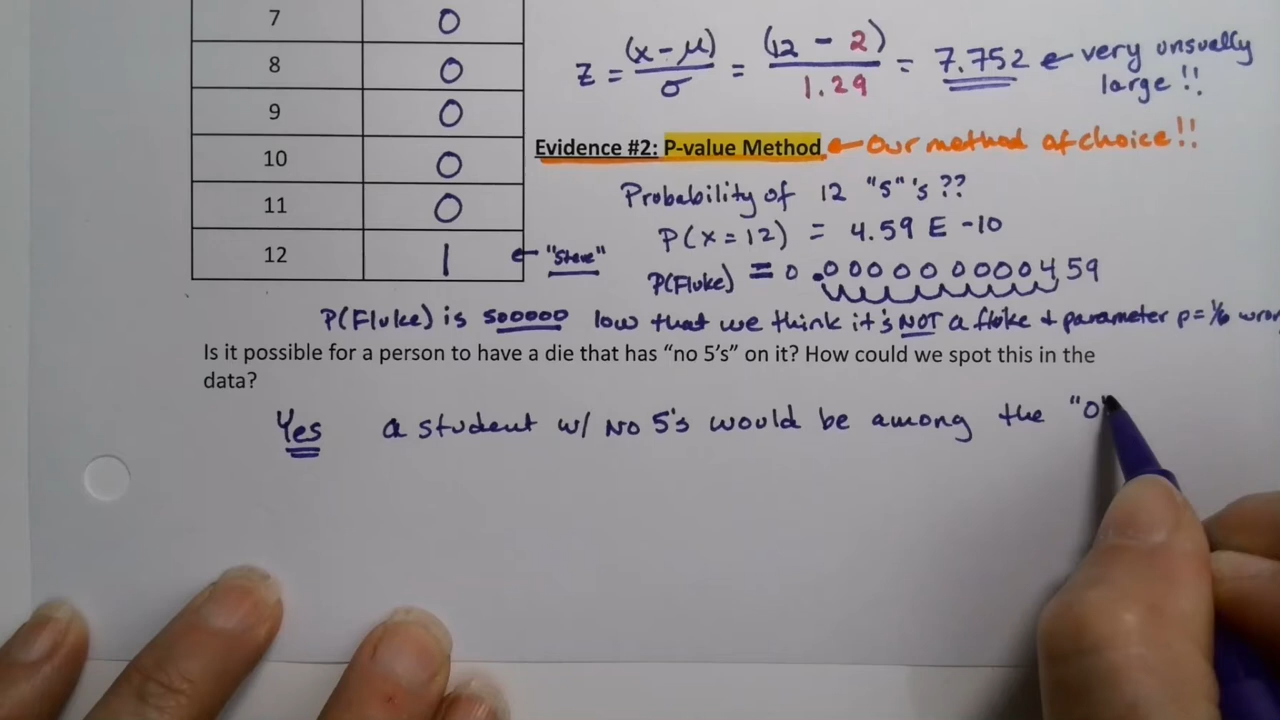 7 0
8 0
9 0
10 0
11 0
12 1 ← "Steve"
z = (x - μ) / σ = (12 - 2) / 1.29 = 7.752 ← very unsually large!!
Evidence #2: P-value Method ← Our method of choice!!
Probability of 12 "5"'s ??
P(x = 12) = 4.59 E -10
P(Fluke) = 0.000000000459
P(Fluke) is sooooo low that we think it's NOT a fluke + parameter p = 1/6 wron
Is it possible for a person to have a die that has "no 5's" on it? How could we spot this in the
data?
Yes a student w/ No 5's would be among the "0"